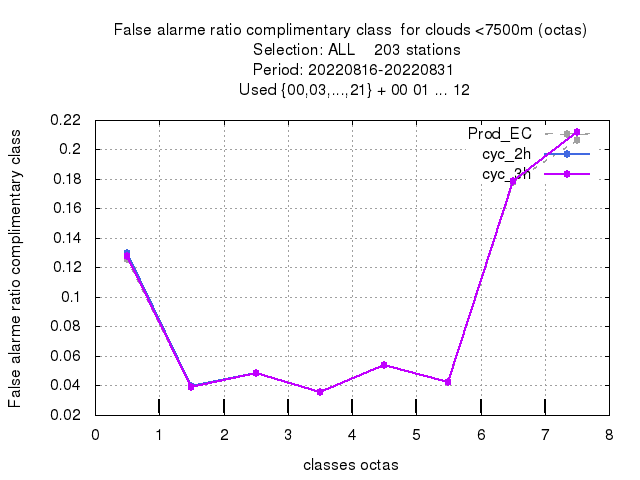 False alarme ratio complimentary class  for clouds <7500m (octas)
Selection: ALL    203 stations
Period: 20220816-20220831
Used {00,03,...,21} + 00 01 ... 12
False alarme ratio complimentary class
0.22
0.2
0.18
0.16
0.14
0.12
0.1
0.08
0.06
0.04
0.02
Prod_EC
cyc_2h
cyc_3h
0 1 2 3 4 5 6 7 8
classes octas